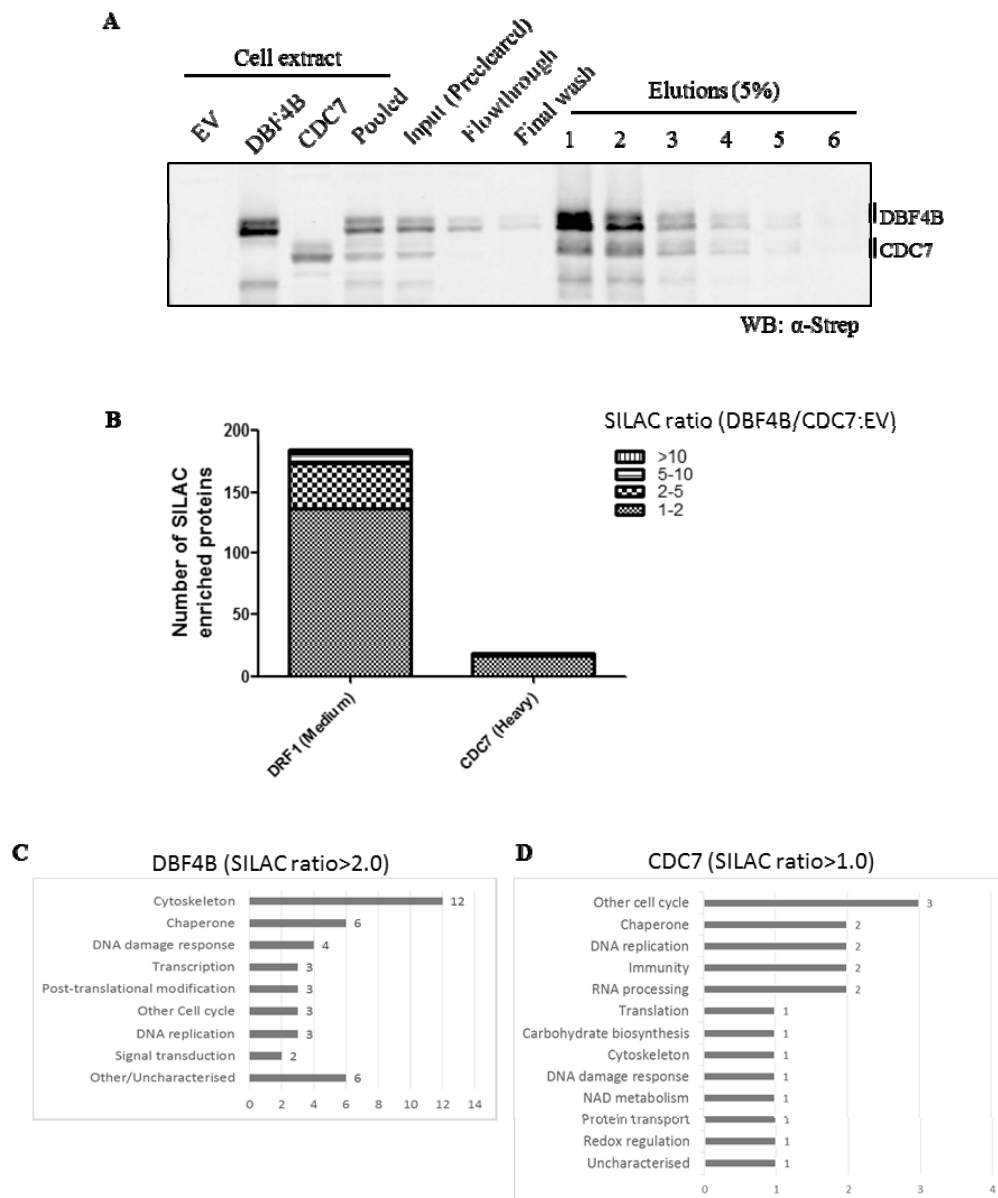 A
Cell extract
EV
DBF4B
CDC7
Pooled
Input (Precleared)
Flowthrough
Final wash
Elutions (5%)
1 2 3 4 5 6
DBF4B
CDC7
WB: α-Strep
B
SILAC ratio (DBF4B/CDC7:EV)
>10
5-10
2-5
1-2
Number of SILAC
enriched proteins
200
150
100
50
0
DRF1 (Medium)
CDC7 (Heavy)
C
DBF4B (SILAC ratio>2.0)
Cytoskeleton 12
Chaperone 6
DNA damage response 4
Transcription 3
Post-translational modification 3
Other Cell cycle 3
DNA replication 3
Signal transduction 2
Other/Uncharacterised 6
0 2 4 6 8 10 12 14
D
CDC7 (SILAC ratio>1.0)
Other cell cycle 3
Chaperone 2
DNA replication 2
Immunity 2
RNA processing 2
Translation 1
Carbohydrate biosynthesis 1
Cytoskeleton 1
DNA damage response 1
NAD metabolism 1
Protein transport 1
Redox regulation 1
Uncharacterised 1
0 1 2 3 4